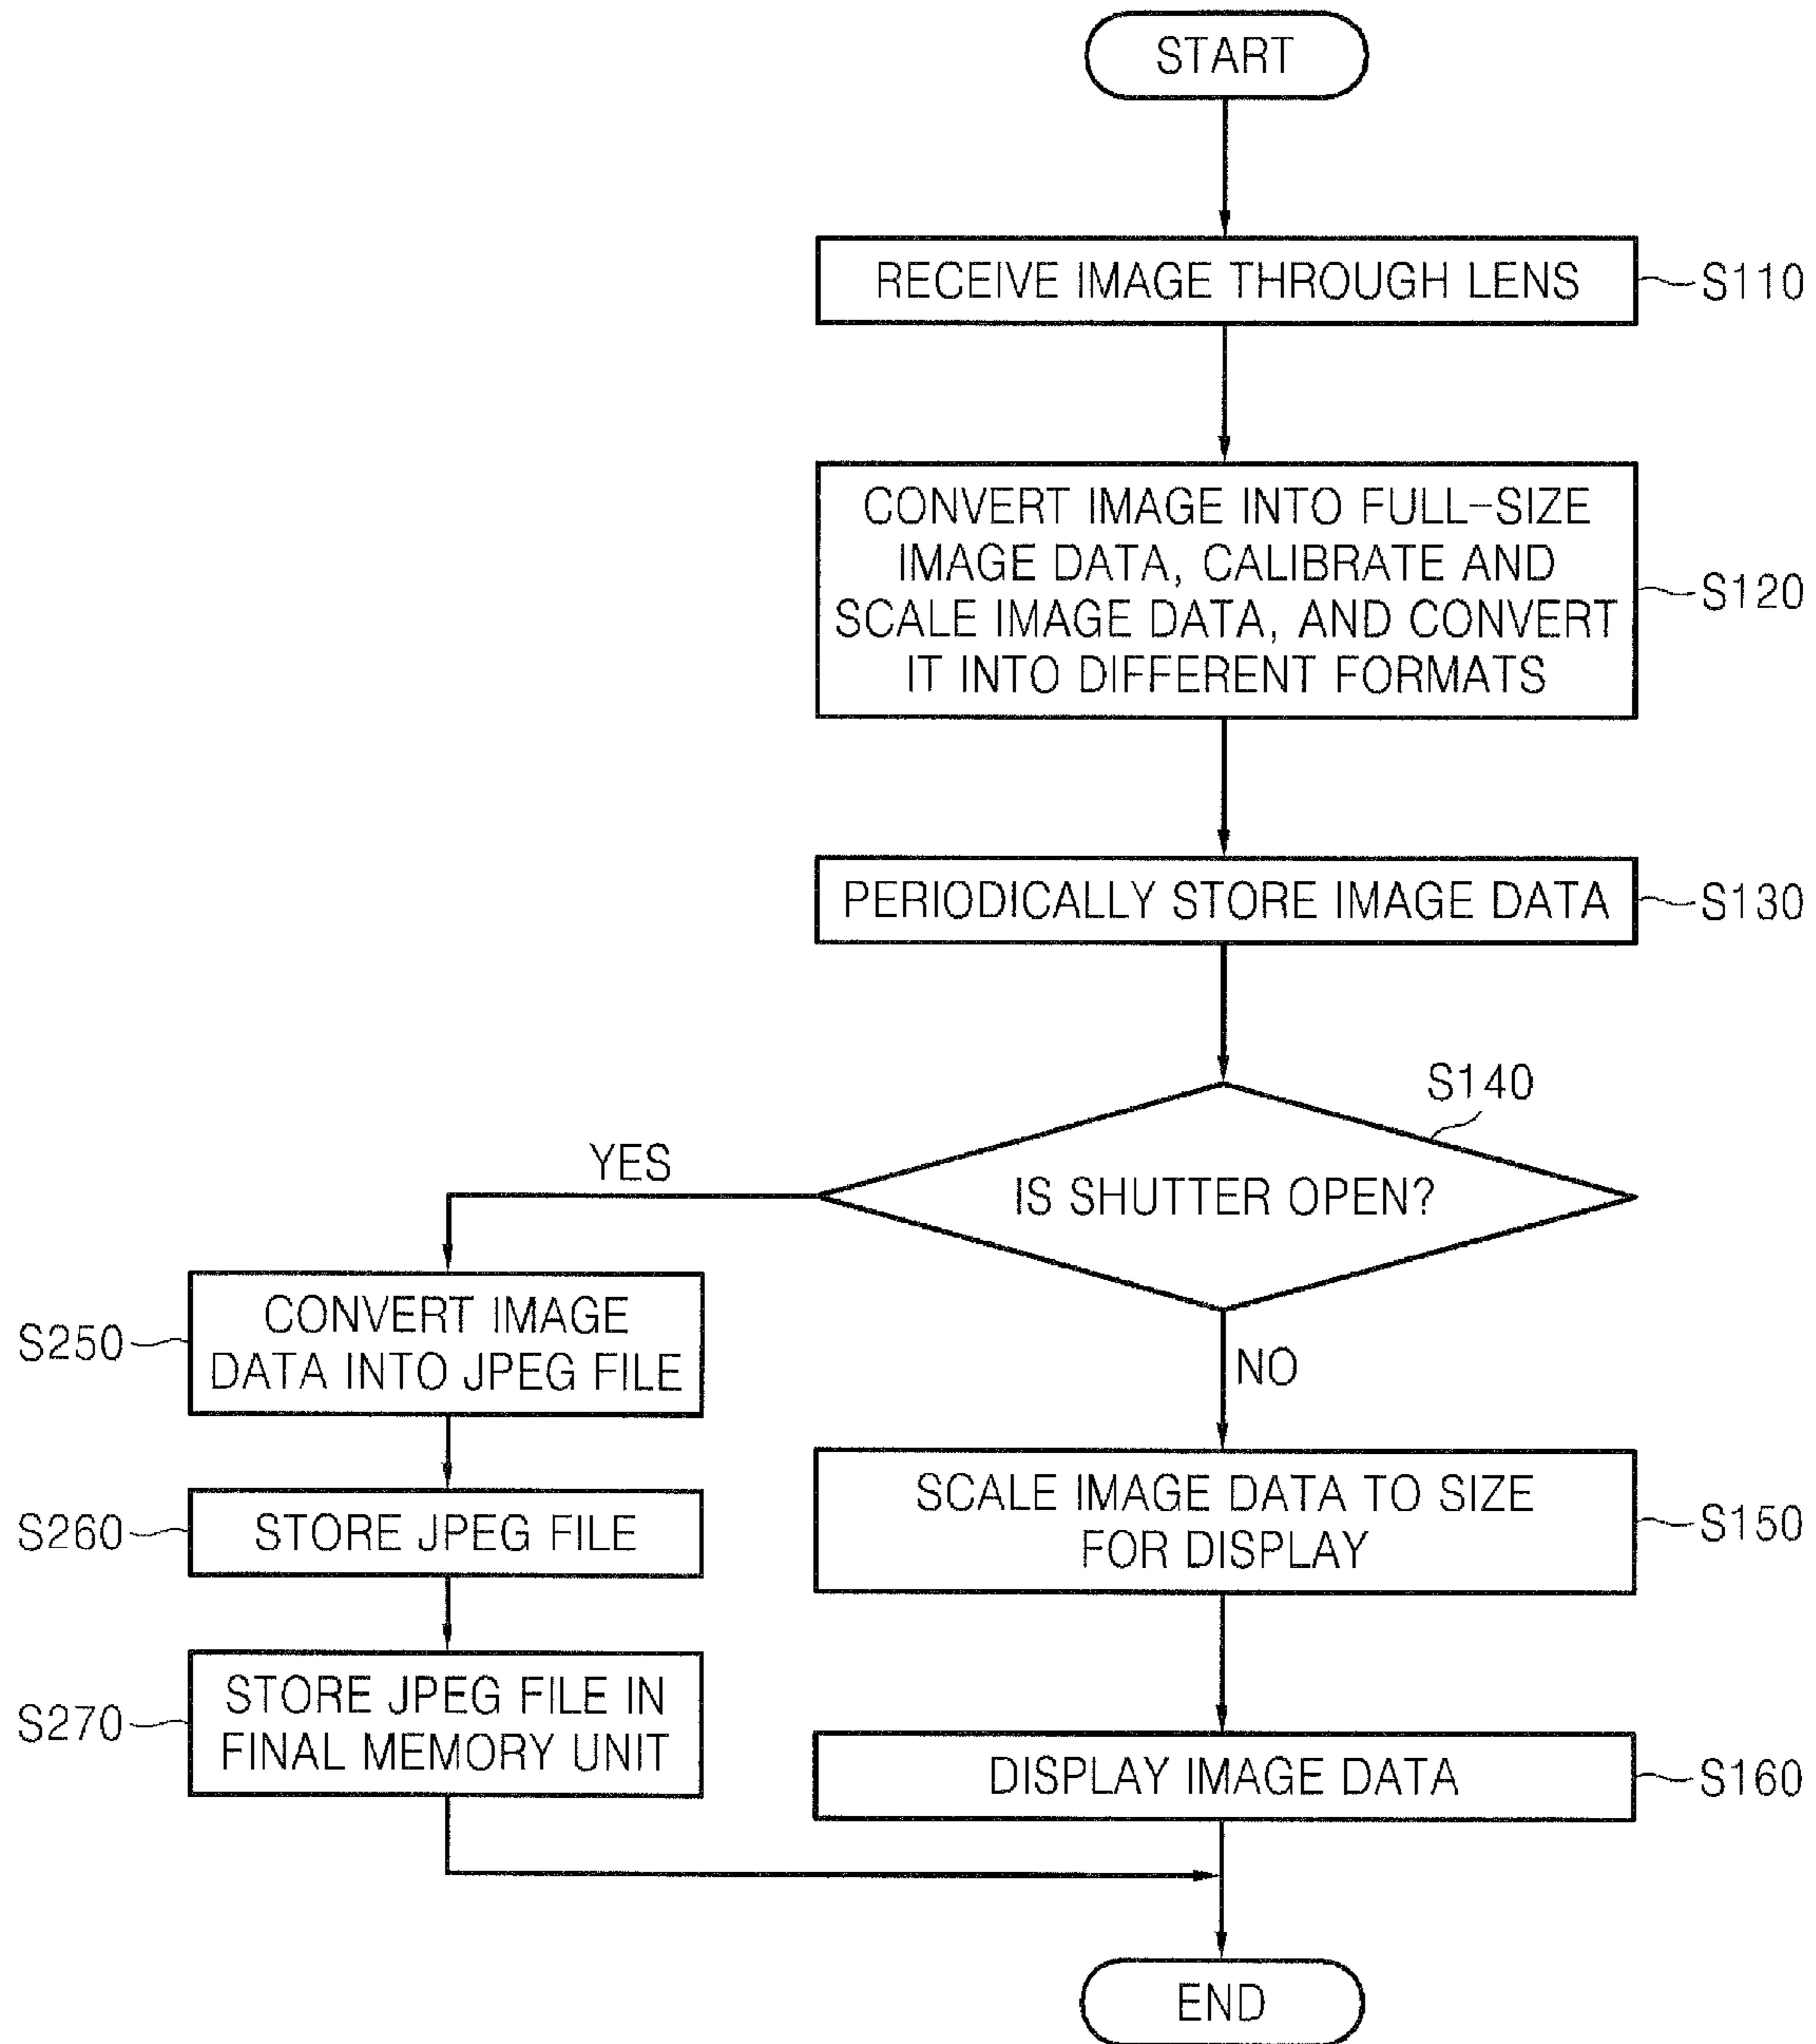 START
RECEIVE IMAGE THROUGH LENS
S110
CONVERT IMAGE INTO FULL-SIZE
IMAGE DATA, CALIBRATE AND
SCALE IMAGE DATA, AND CONVERT
IT INTO DIFFERENT FORMATS
S120
PERIODICALLY STORE IMAGE DATA
S130
S140
IS SHUTTER OPEN?
YES
NO
S250
CONVERT IMAGE
DATA INTO JPEG FILE
S260
STORE JPEG FILE
S270
STORE JPEG FILE IN
FINAL MEMORY UNIT
SCALE IMAGE DATA TO SIZE
FOR DISPLAY
S150
DISPLAY IMAGE DATA
S160
END